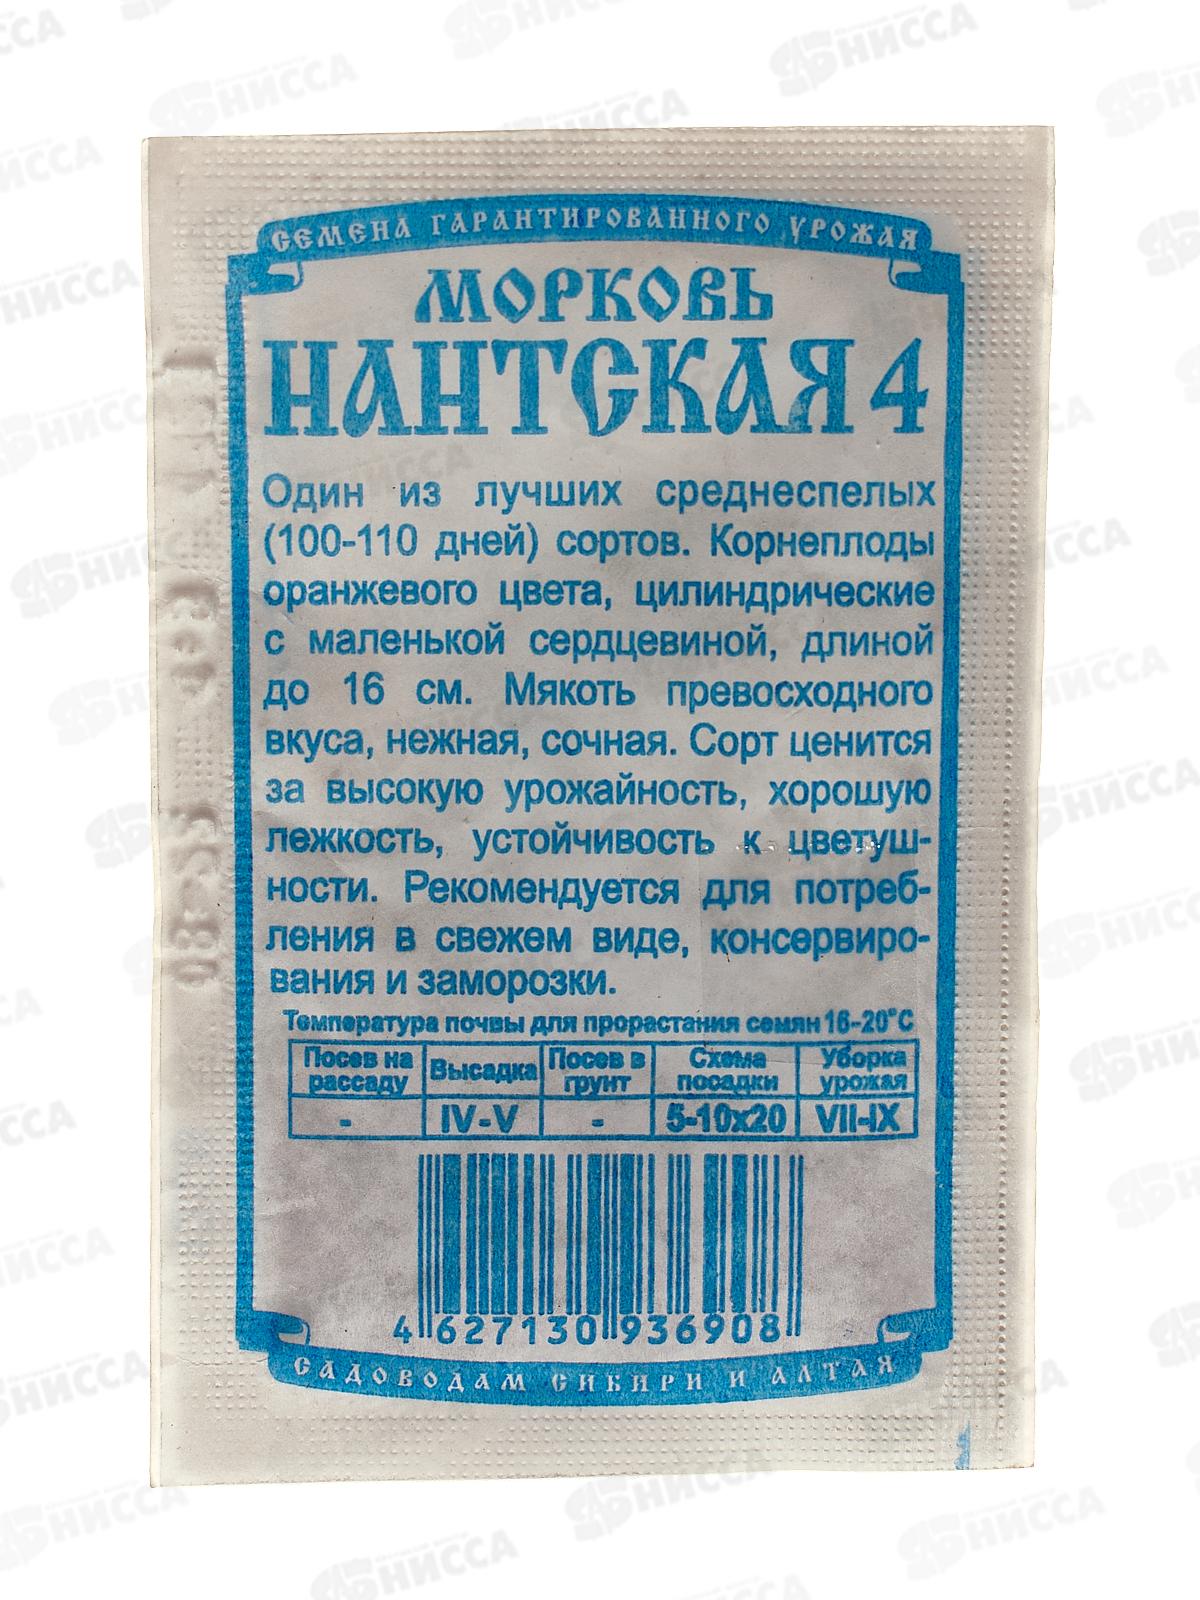 СЕМЕНА ГАРАНТИРОВАННОГО УРОЖАЯ
МОРКОВЬ
НАНТСКАЯ 4
Один из лучших среднеспелых
(100-110 дней) сортов. Корнеплоды
оранжевого цвета, цилиндрические
с маленькой сердцевиной, длиной
до 16 см. Мякоть превосходного
вкуса, нежная, сочная. Сорт ценится
за высокую урожайность, хорошую
лежкость, устойчивость к цветуш-
ности. Рекомендуется для потреб-
ления в свежем виде, консервиро-
вания и заморозки.
Температура почвы для прорастания семян 16-20°С
Посев на рассаду Высадка Посев в грунт Схема посадки Уборка урожая
- IV-V - 5-10х20 VII-IX
4 627130 936908
САДОВОДАМ СИБИРИ И АЛТАЯ
НИССА